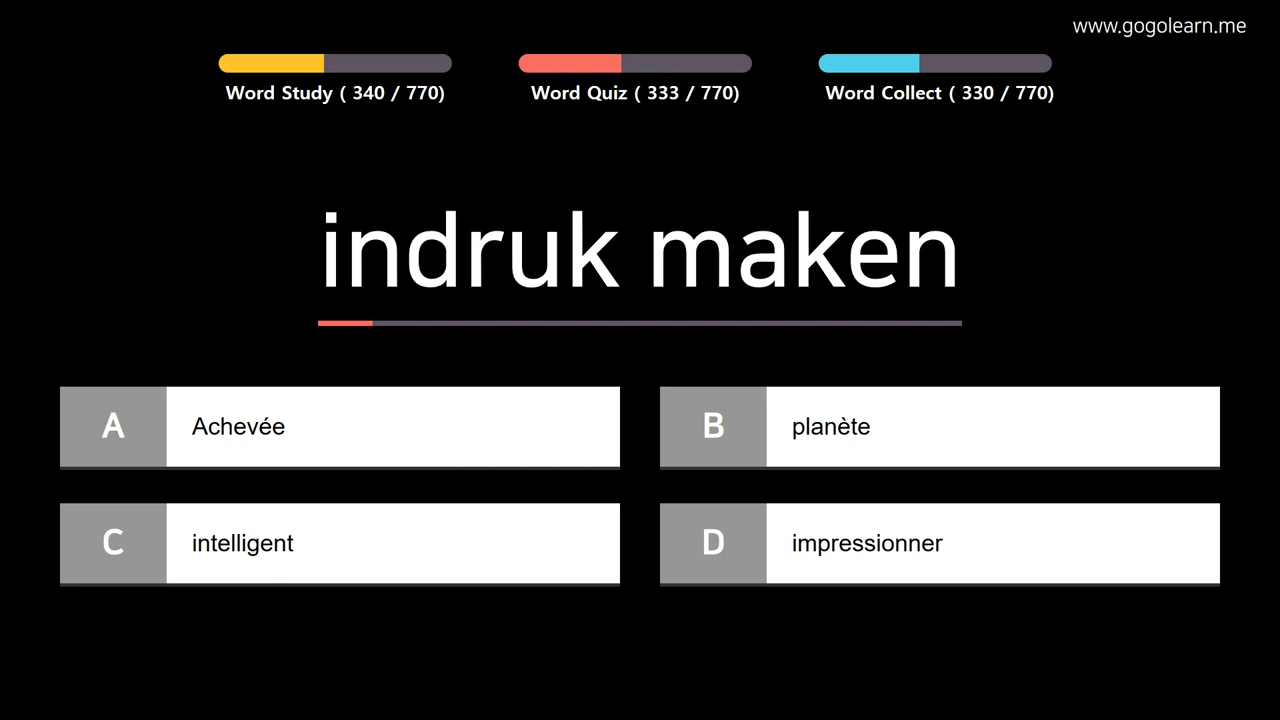 www.gogolearn.me
Word Study ( 340 / 770)
Word Quiz ( 333 / 770)
Word Collect ( 330 / 770)
indruk maken
A
Achevée
B
planète
C
intelligent
D
impressionner